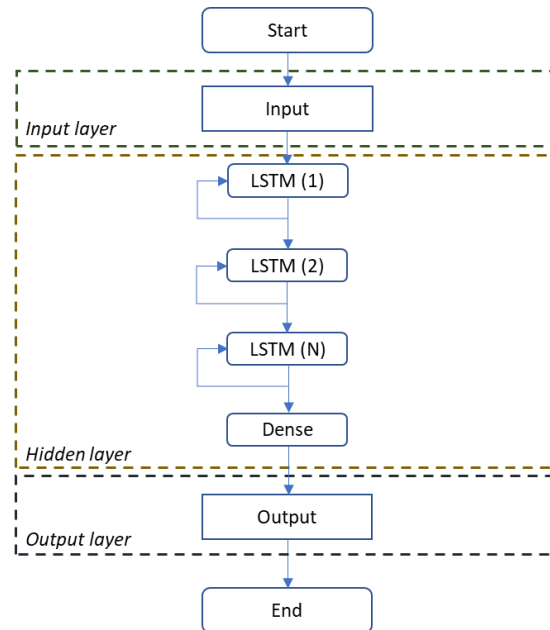 Start
Input
Input layer
LSTM (1)
LSTM (2)
LSTM (N)
Dense
Hidden layer
Output
Output layer
End